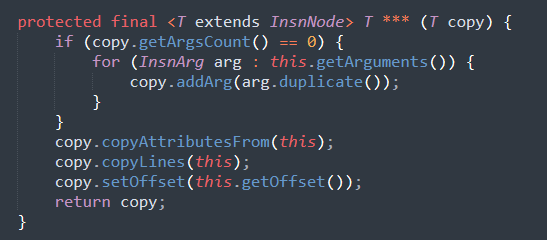 protected final <T extends InsnNode> T *** (T copy) {
if (copy.getArgsCount() == 0) {
for (InsnArg arg : this.getArguments()) {
copy.addArg(arg.duplicate());
}
}
copy.copyAttributesFrom(this);
copy.copyLines(this);
copy.setOffset(this.getOffset());
return copy;
}